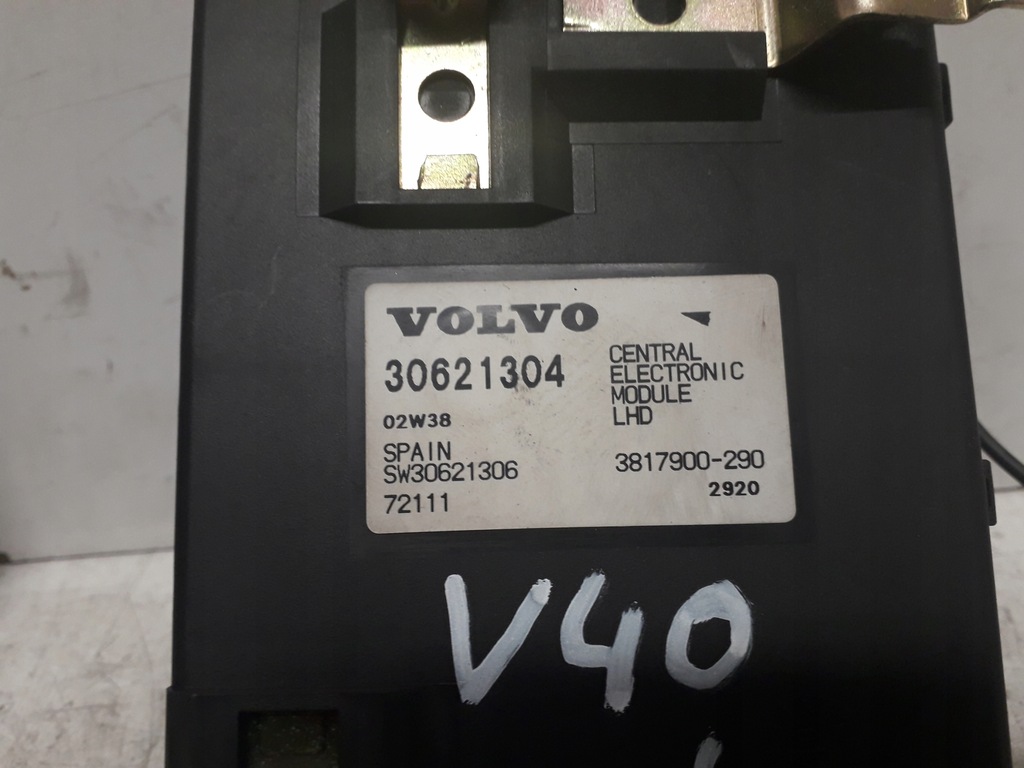 VOLVO
30621304
CENTRAL
ELECTRONIC
MODULE
LHD
02W38
SPAIN
SW30621306
72111
3817900-290
2920
V40